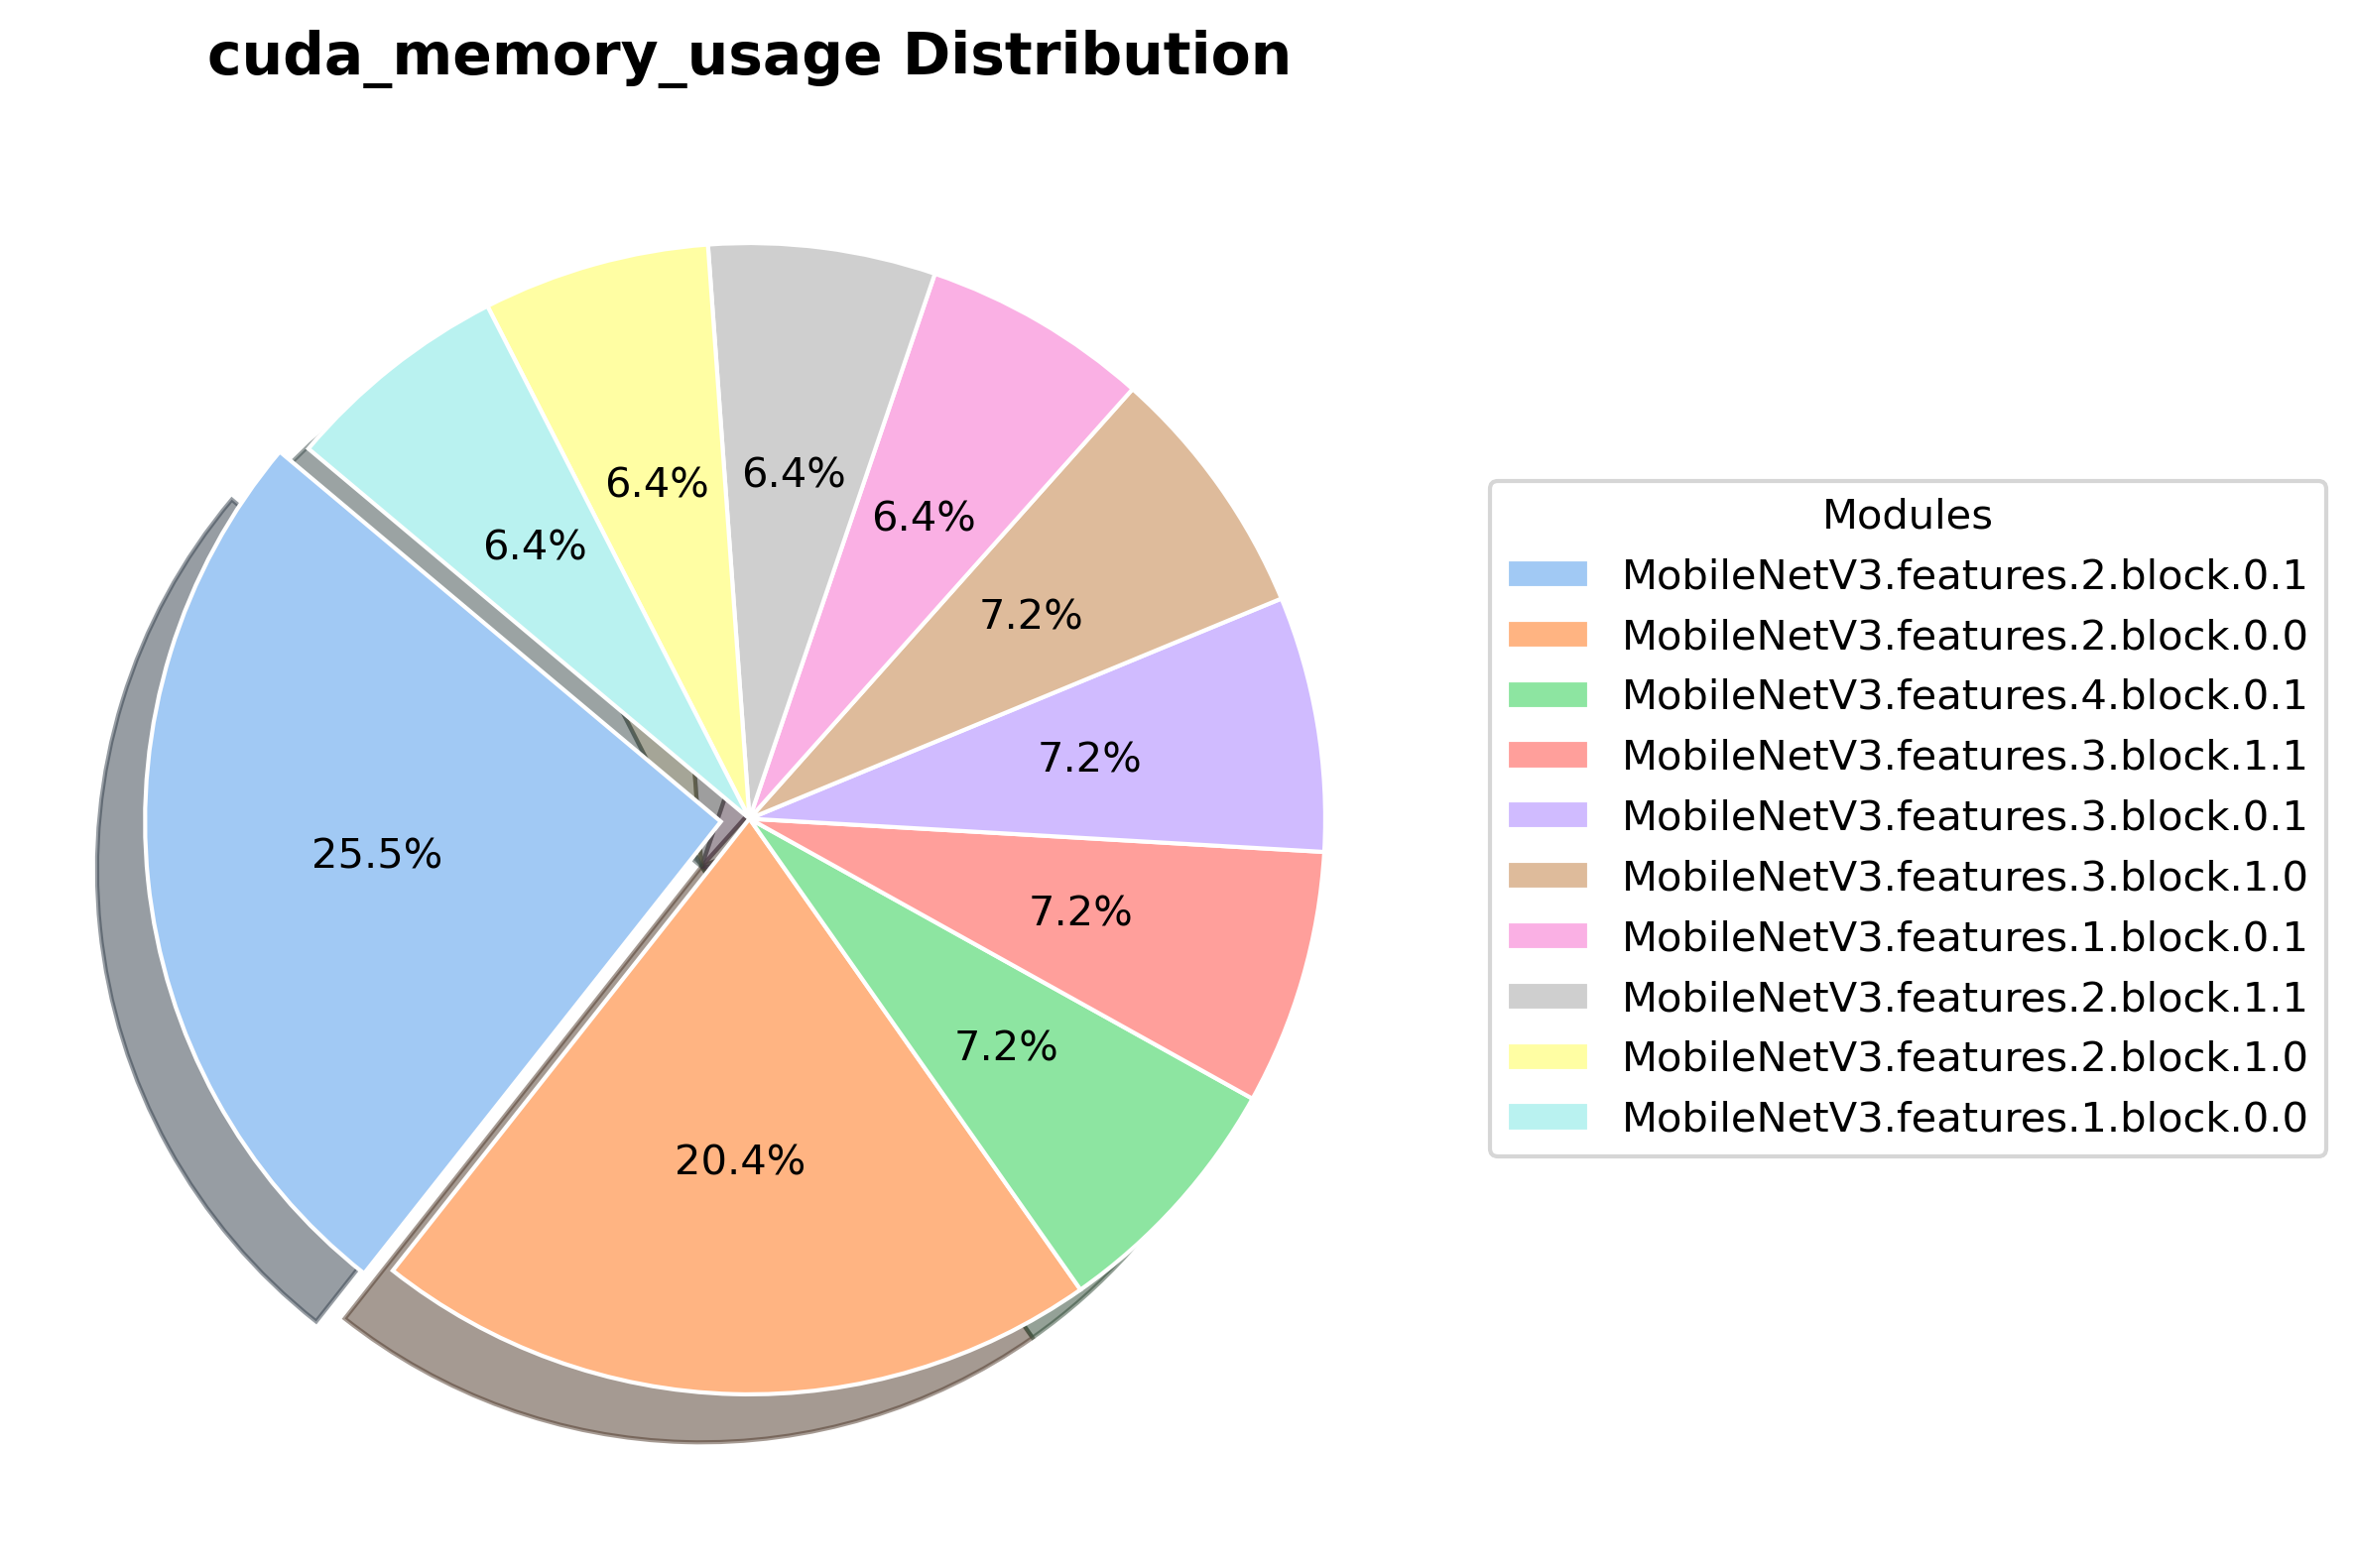 cuda_memory_usage Distribution
6.4%
6.4%
6.4%
6.4%
7.2%
7.2%
25.5%
7.2%
7.2%
20.4%
Modules
MobileNetV3.features.2.block.0.1
MobileNetV3.features.2.block.0.0
MobileNetV3.features.4.block.0.1
MobileNetV3.features.3.block.1.1
MobileNetV3.features.3.block.0.1
MobileNetV3.features.3.block.1.0
MobileNetV3.features.1.block.0.1
MobileNetV3.features.2.block.1.1
MobileNetV3.features.2.block.1.0
MobileNetV3.features.1.block.0.0